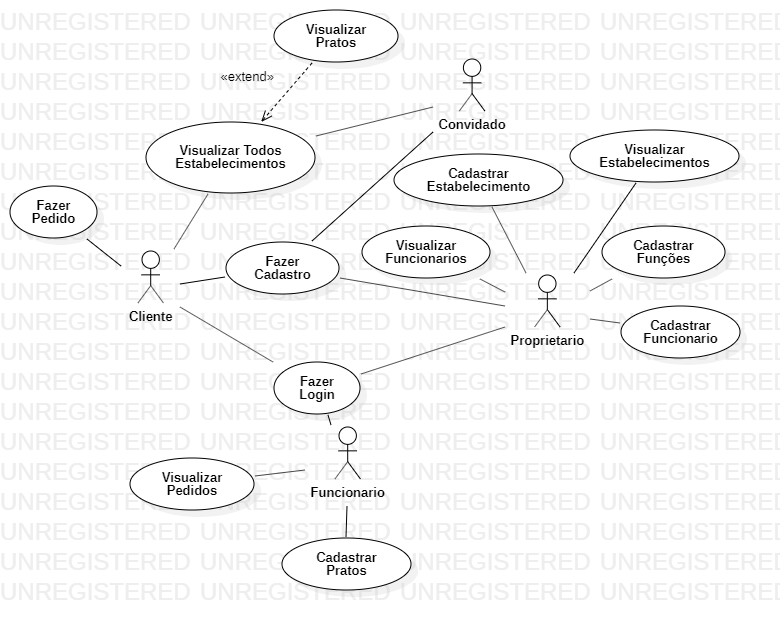 UNREGISTERED UNREGISTERED UNREGISTERED UNREGISTERED
Visualizar
Pratos
«extend»
Convidado
Visualizar Todos
Estabelecimentos
Visualizar
Estabelecimentos
Cadastrar
Estabelecimento
Fazer
Pedido
Fazer
Cadastro
Visualizar
Funcionarios
Cadastrar
Funções
Cliente
Proprietario
Cadastrar
Funcionario
Fazer
Login
Funcionario
Visualizar
Pedidos
Cadastrar
Pratos